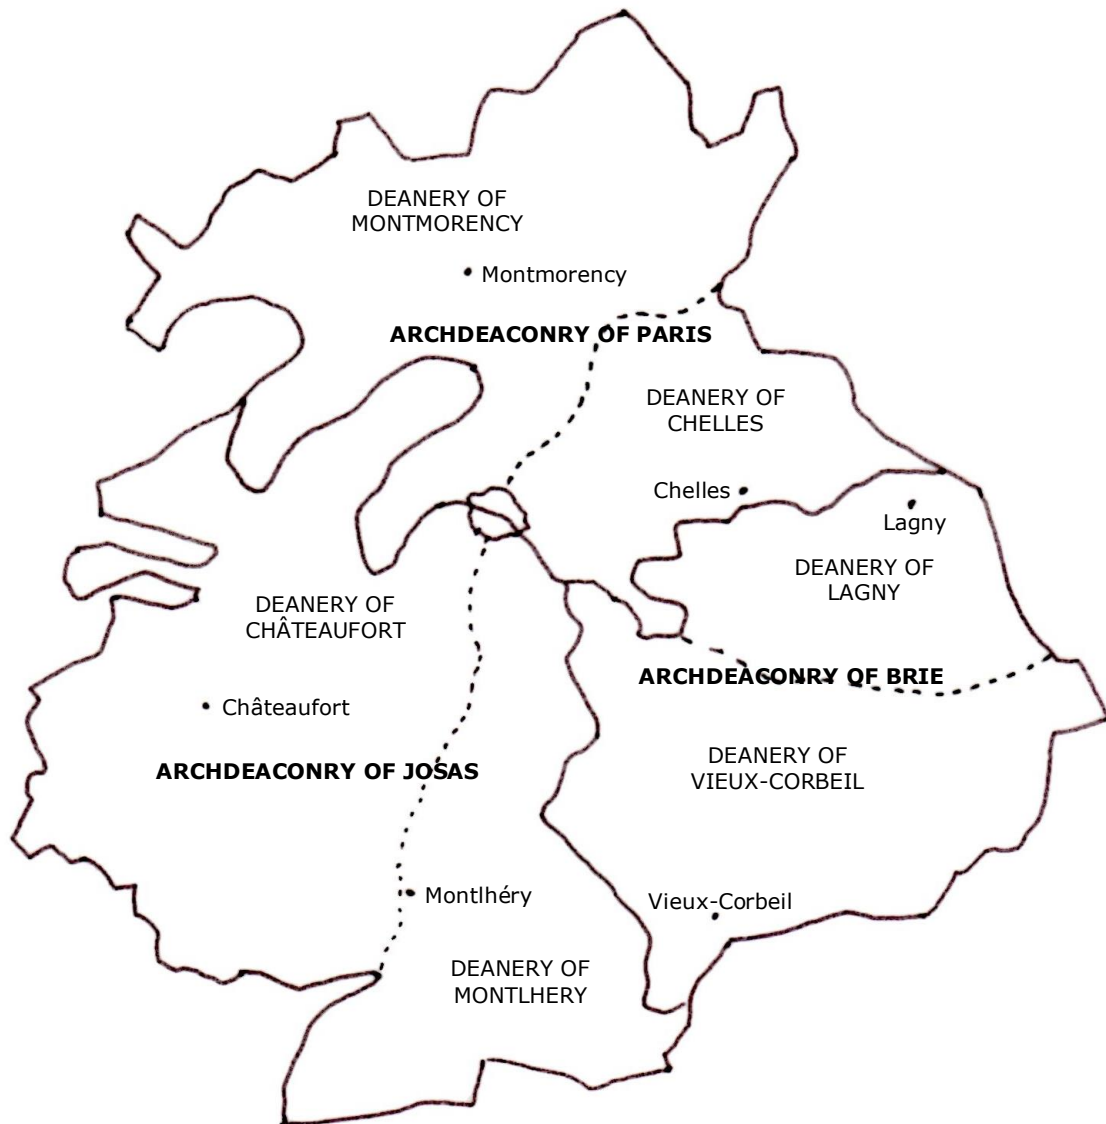 DEANERY OF
MONTMORENCY
Montmorency
ARCHDEACONRY OF PARIS
DEANERY OF
CHELLES
Chelles
Lagny
DEANERY OF
LAGNY
DEANERY OF
CHÂTEAUFORT
ARCHDEACONRY OF BRIE
Châteaufort
DEANERY OF
VIEUX-CORBEIL
ARCHDEACONRY OF JOSAS
Montlhéry
Vieux-Corbeil
DEANERY OF
MONTLHERY